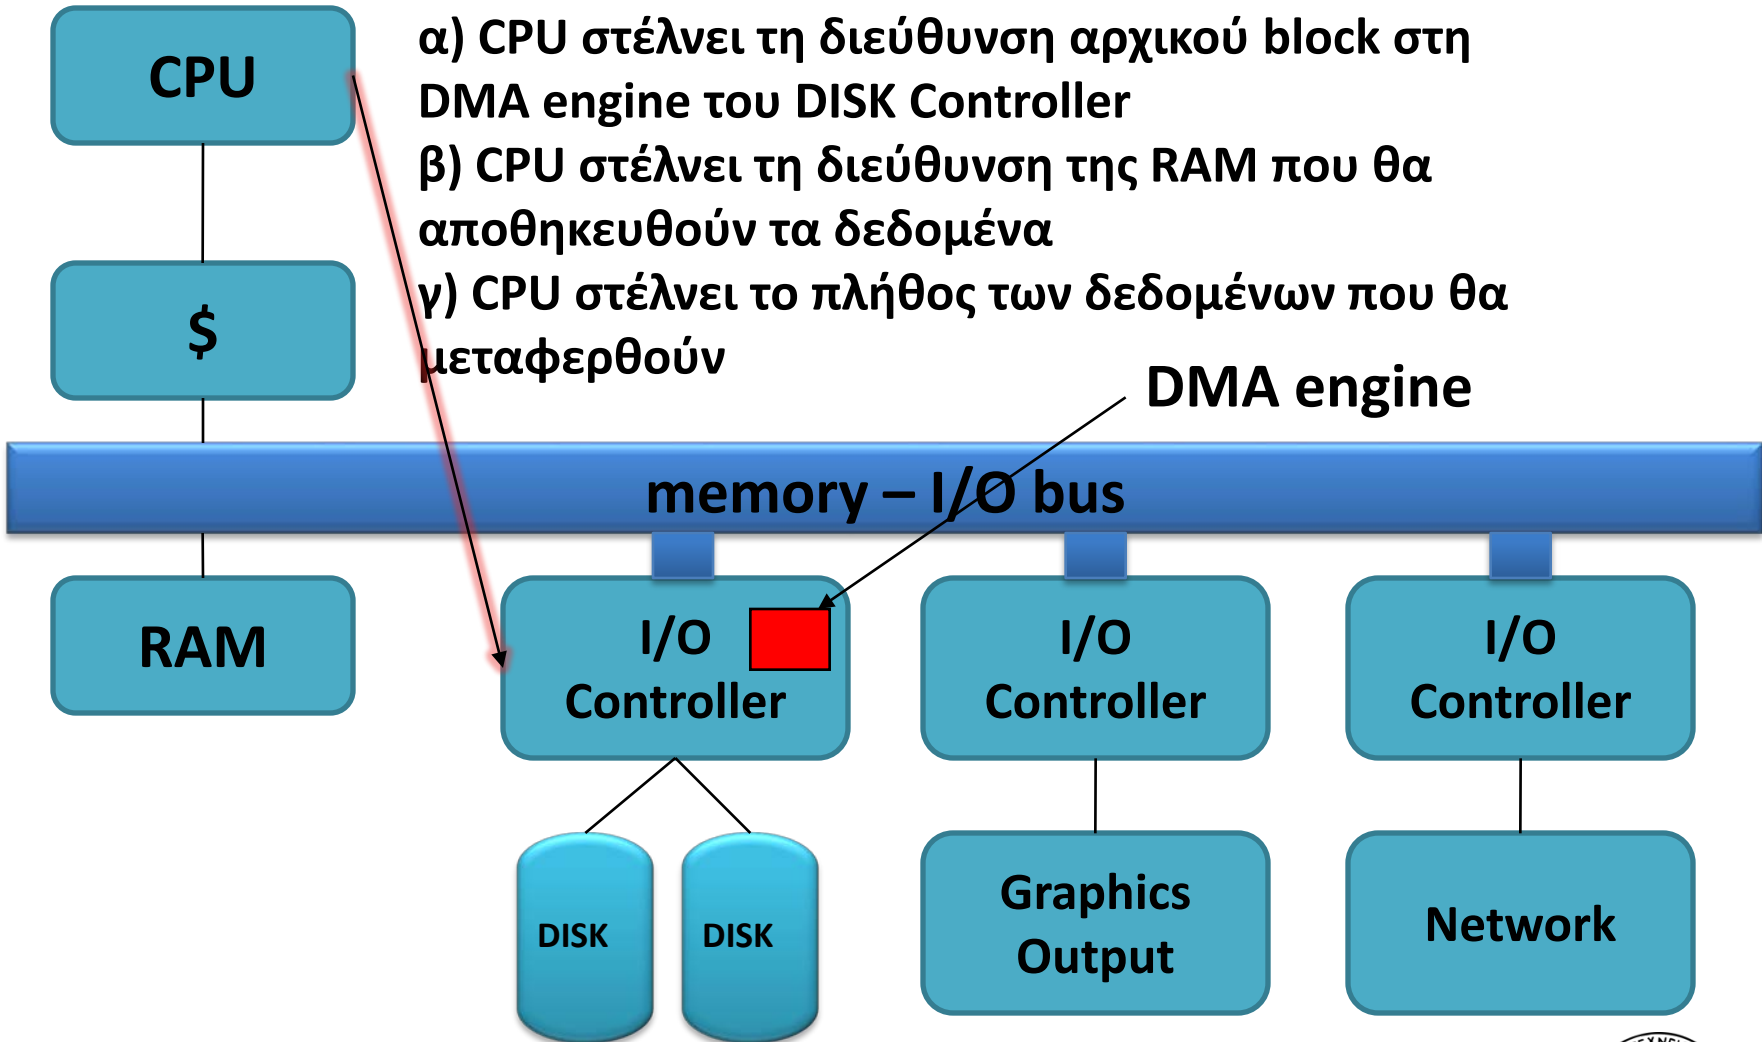 CPU
α) CPU στέλνει τη διεύθυνση αρχικού block στη
DMA engine του DISK Controller
β) CPU στέλνει τη διεύθυνση της RAM που θα
αποθηκευθούν τα δεδομένα
γ) CPU στέλνει το πλήθος των δεδομένων που θα
μεταφερθούν
$
DMA engine
memory – I/O bus
RAM
I/O
Controller
I/O
Controller
I/O
Controller
DISK
DISK
Graphics
Output
Network